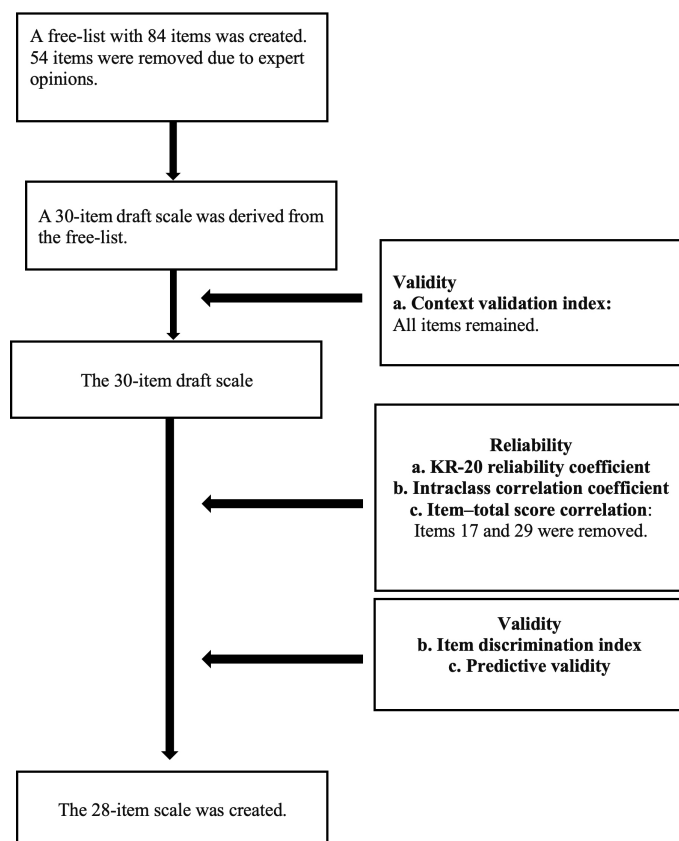 A free-list with 84 items was created.
54 items were removed due to expert
opinions.
A 30-item draft scale was derived from
the free-list.
Validity
a. Context validation index:
All items remained.
The 30-item draft scale
Reliability
a. KR-20 reliability coefficient
b. Intraclass correlation coefficient
c. Item–total score correlation:
Items 17 and 29 were removed.
Validity
b. Item discrimination index
c. Predictive validity
The 28-item scale was created.